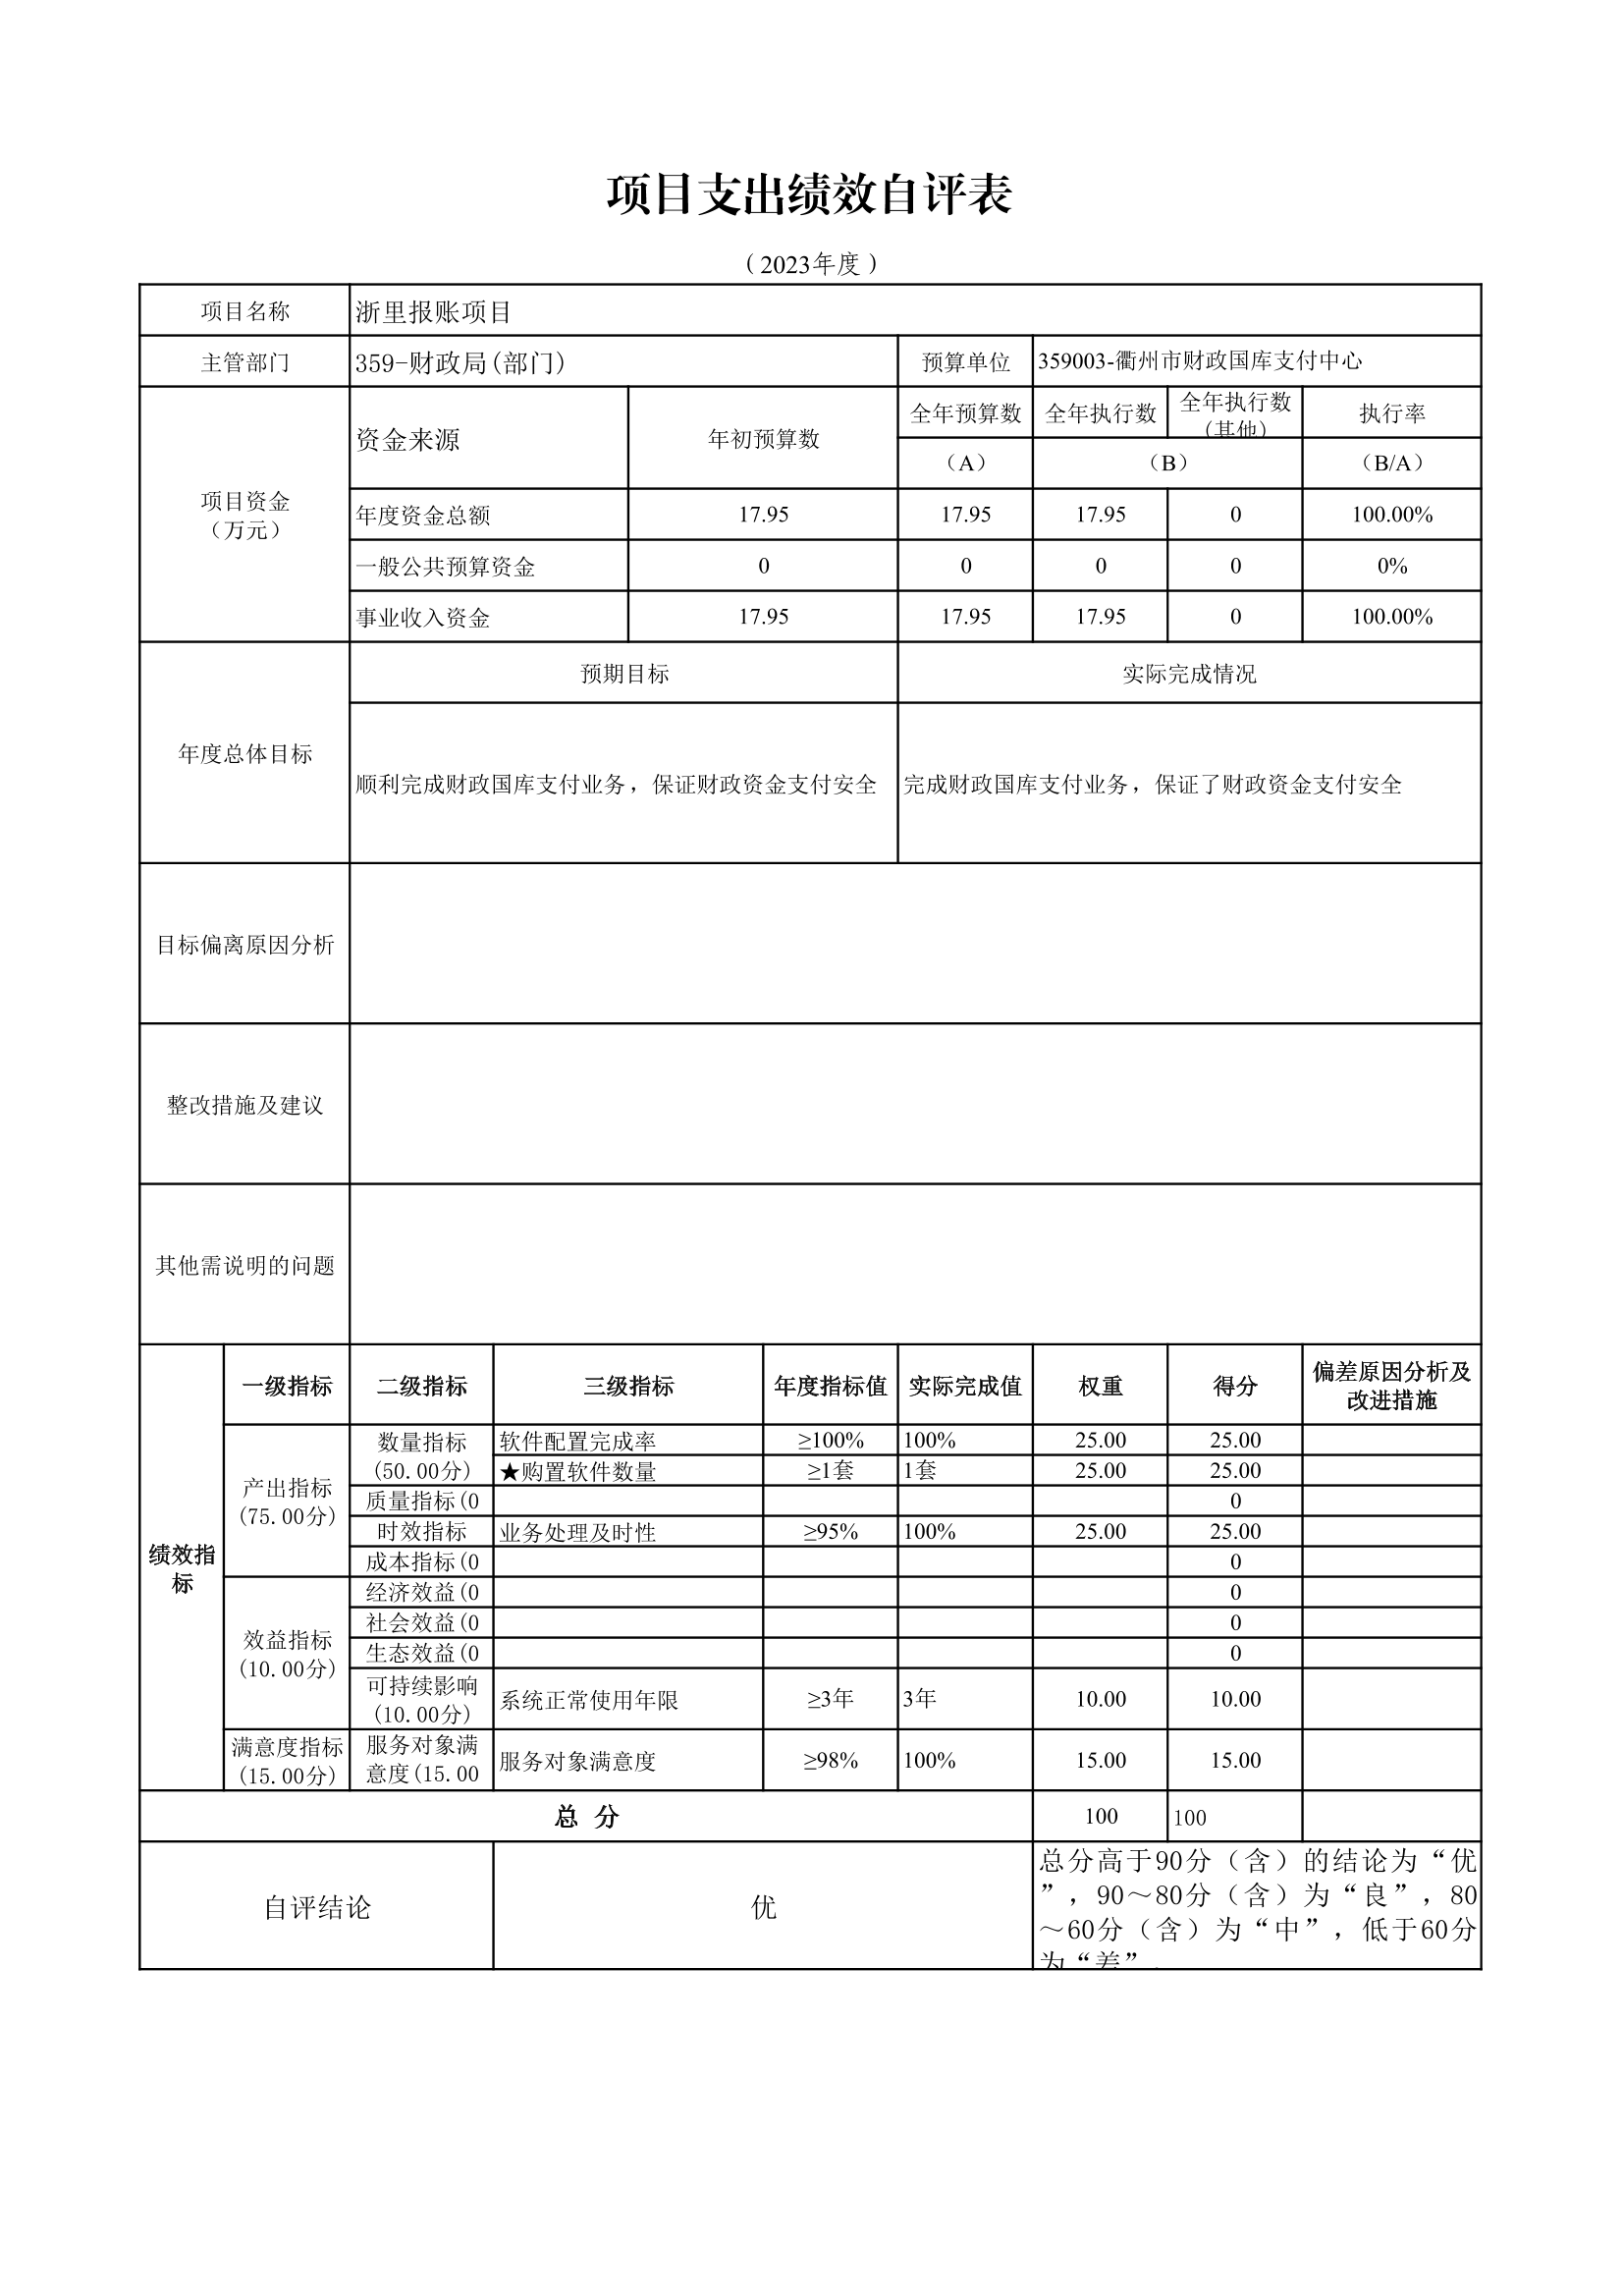 项目支出绩效自评表
（2023年度）
项目名称 浙里报账项目
主管部门 359-财政局(部门) 预算单位 359003-衢州市财政国库支付中心
项目资金
（万元）
资金来源 年初预算数 全年预算数 全年执行数 全年执行数
(其他) 执行率
（A） （B） （B/A）
年度资金总额 17.95 17.95 17.95 0 100.00%
一般公共预算资金 0 0 0 0 0%
事业收入资金 17.95 17.95 17.95 0 100.00%
年度总体目标
预期目标 实际完成情况
顺利完成财政国库支付业务，保证财政资金支付安全 完成财政国库支付业务，保证了财政资金支付安全
目标偏离原因分析
整改措施及建议
其他需说明的问题
绩效指
标
一级指标 二级指标 三级指标 年度指标值 实际完成值 权重 得分 偏差原因分析及
改进措施
产出指标
(75.00分)
数量指标
(50.00分)
软件配置完成率 ≥100% 100% 25.00 25.00
★购置软件数量 ≥1套 1套 25.00 25.00
质量指标(0 0
时效指标 业务处理及时性 ≥95% 100% 25.00 25.00
成本指标(0 0
效益指标
(10.00分)
经济效益(0 0
社会效益(0 0
生态效益(0 0
可持续影响
(10.00分)
系统正常使用年限 ≥3年 3年 10.00 10.00
满意度指标
(15.00分)
服务对象满
意度(15.00
服务对象满意度 ≥98% 100% 15.00 15.00
总 分 100 100
自评结论 优
总分高于90分（含）的结论为“优
”，90～80分（含）为“良”，80
～60分（含）为“中”，低于60分
为“差”。